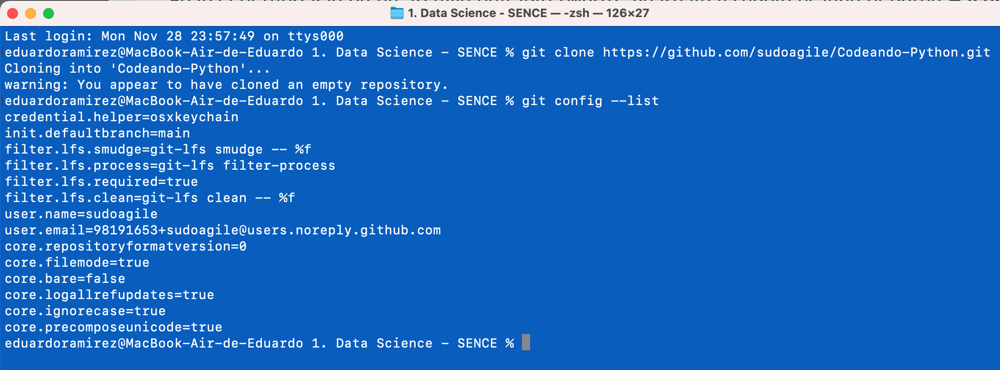 1. Data Science - SENCE — -zsh — 126×27
Last login: Mon Nov 28 23:57:49 on ttys000
eduardoramirez@MacBook-Air-de-Eduardo 1. Data Science - SENCE % git clone https://github.com/sudoagile/Codeando-Python.git
Cloning into 'Codeando-Python'...
warning: You appear to have cloned an empty repository.
eduardoramirez@MacBook-Air-de-Eduardo 1. Data Science - SENCE % git config --list
credential.helper=osxkeychain
init.defaultbranch=main
filter.lfs.smudge=git-lfs smudge -- %f
filter.lfs.process=git-lfs filter-process
filter.lfs.required=true
filter.lfs.clean=git-lfs clean -- %f
user.name=sudoagile
user.email=98191653+sudoagile@users.noreply.github.com
core.repositoryformatversion=0
core.filemode=true
core.bare=false
core.logallrefupdates=true
core.ignorecase=true
core.precomposeunicode=true
eduardoramirez@MacBook-Air-de-Eduardo 1. Data Science - SENCE %